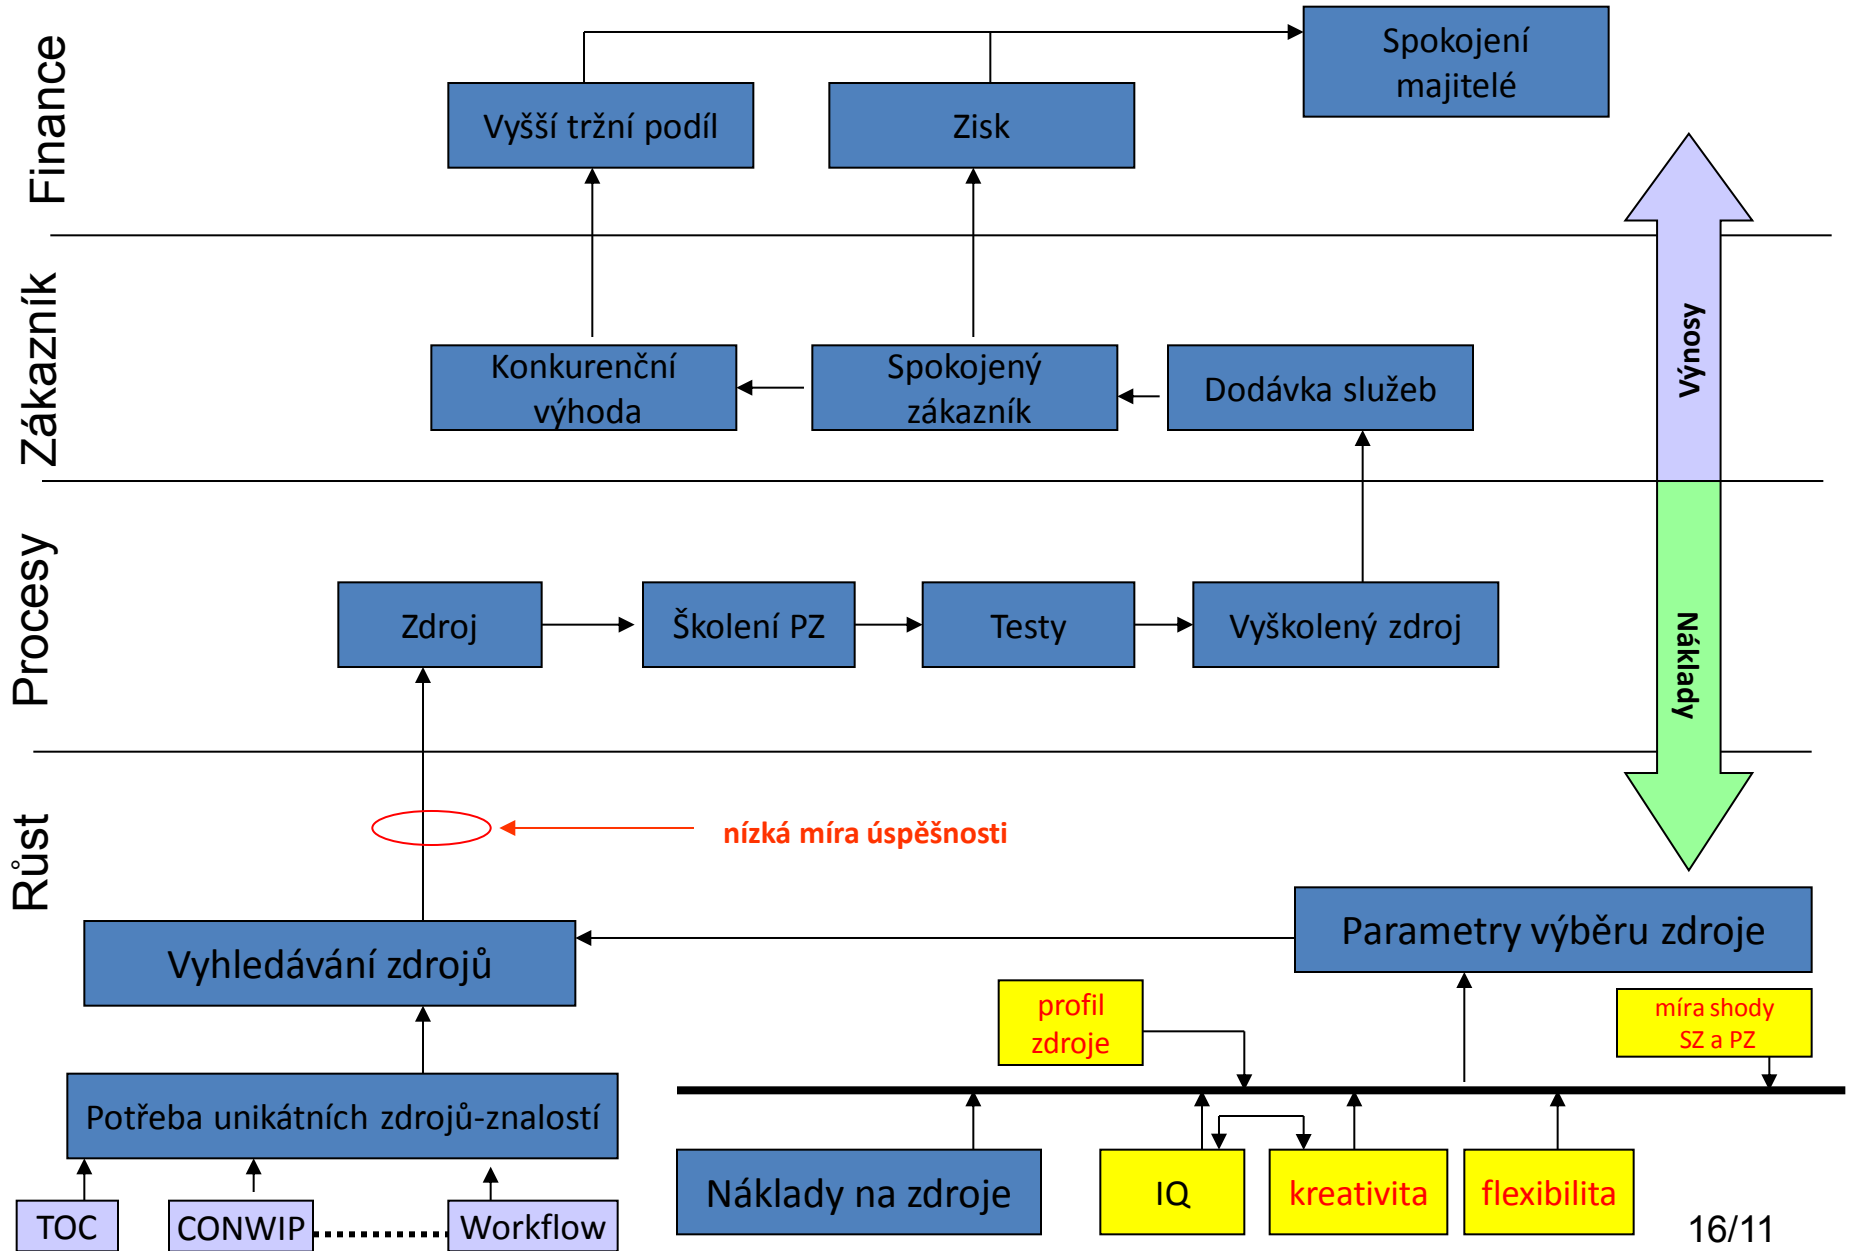 Finance
Spokojení
majitelé
Vyšší tržní podíl
Zisk
Zákazník
Konkurenční
výhoda
Spokojený
zákazník
Dodávka služeb
Výnosy
Procesy
Zdroj
Školení PZ
Testy
Vyškolený zdroj
Náklady
Růst
nízká míra úspěšnosti
Vyhledávání zdrojů
Parametry výběru zdroje
profil
zdroje
míra shody
SZ a PZ
Potřeba unikátních zdrojů-znalostí
Náklady na zdroje
IQ
kreativita
flexibilita
TOC
CONWIP
Workflow
16/11